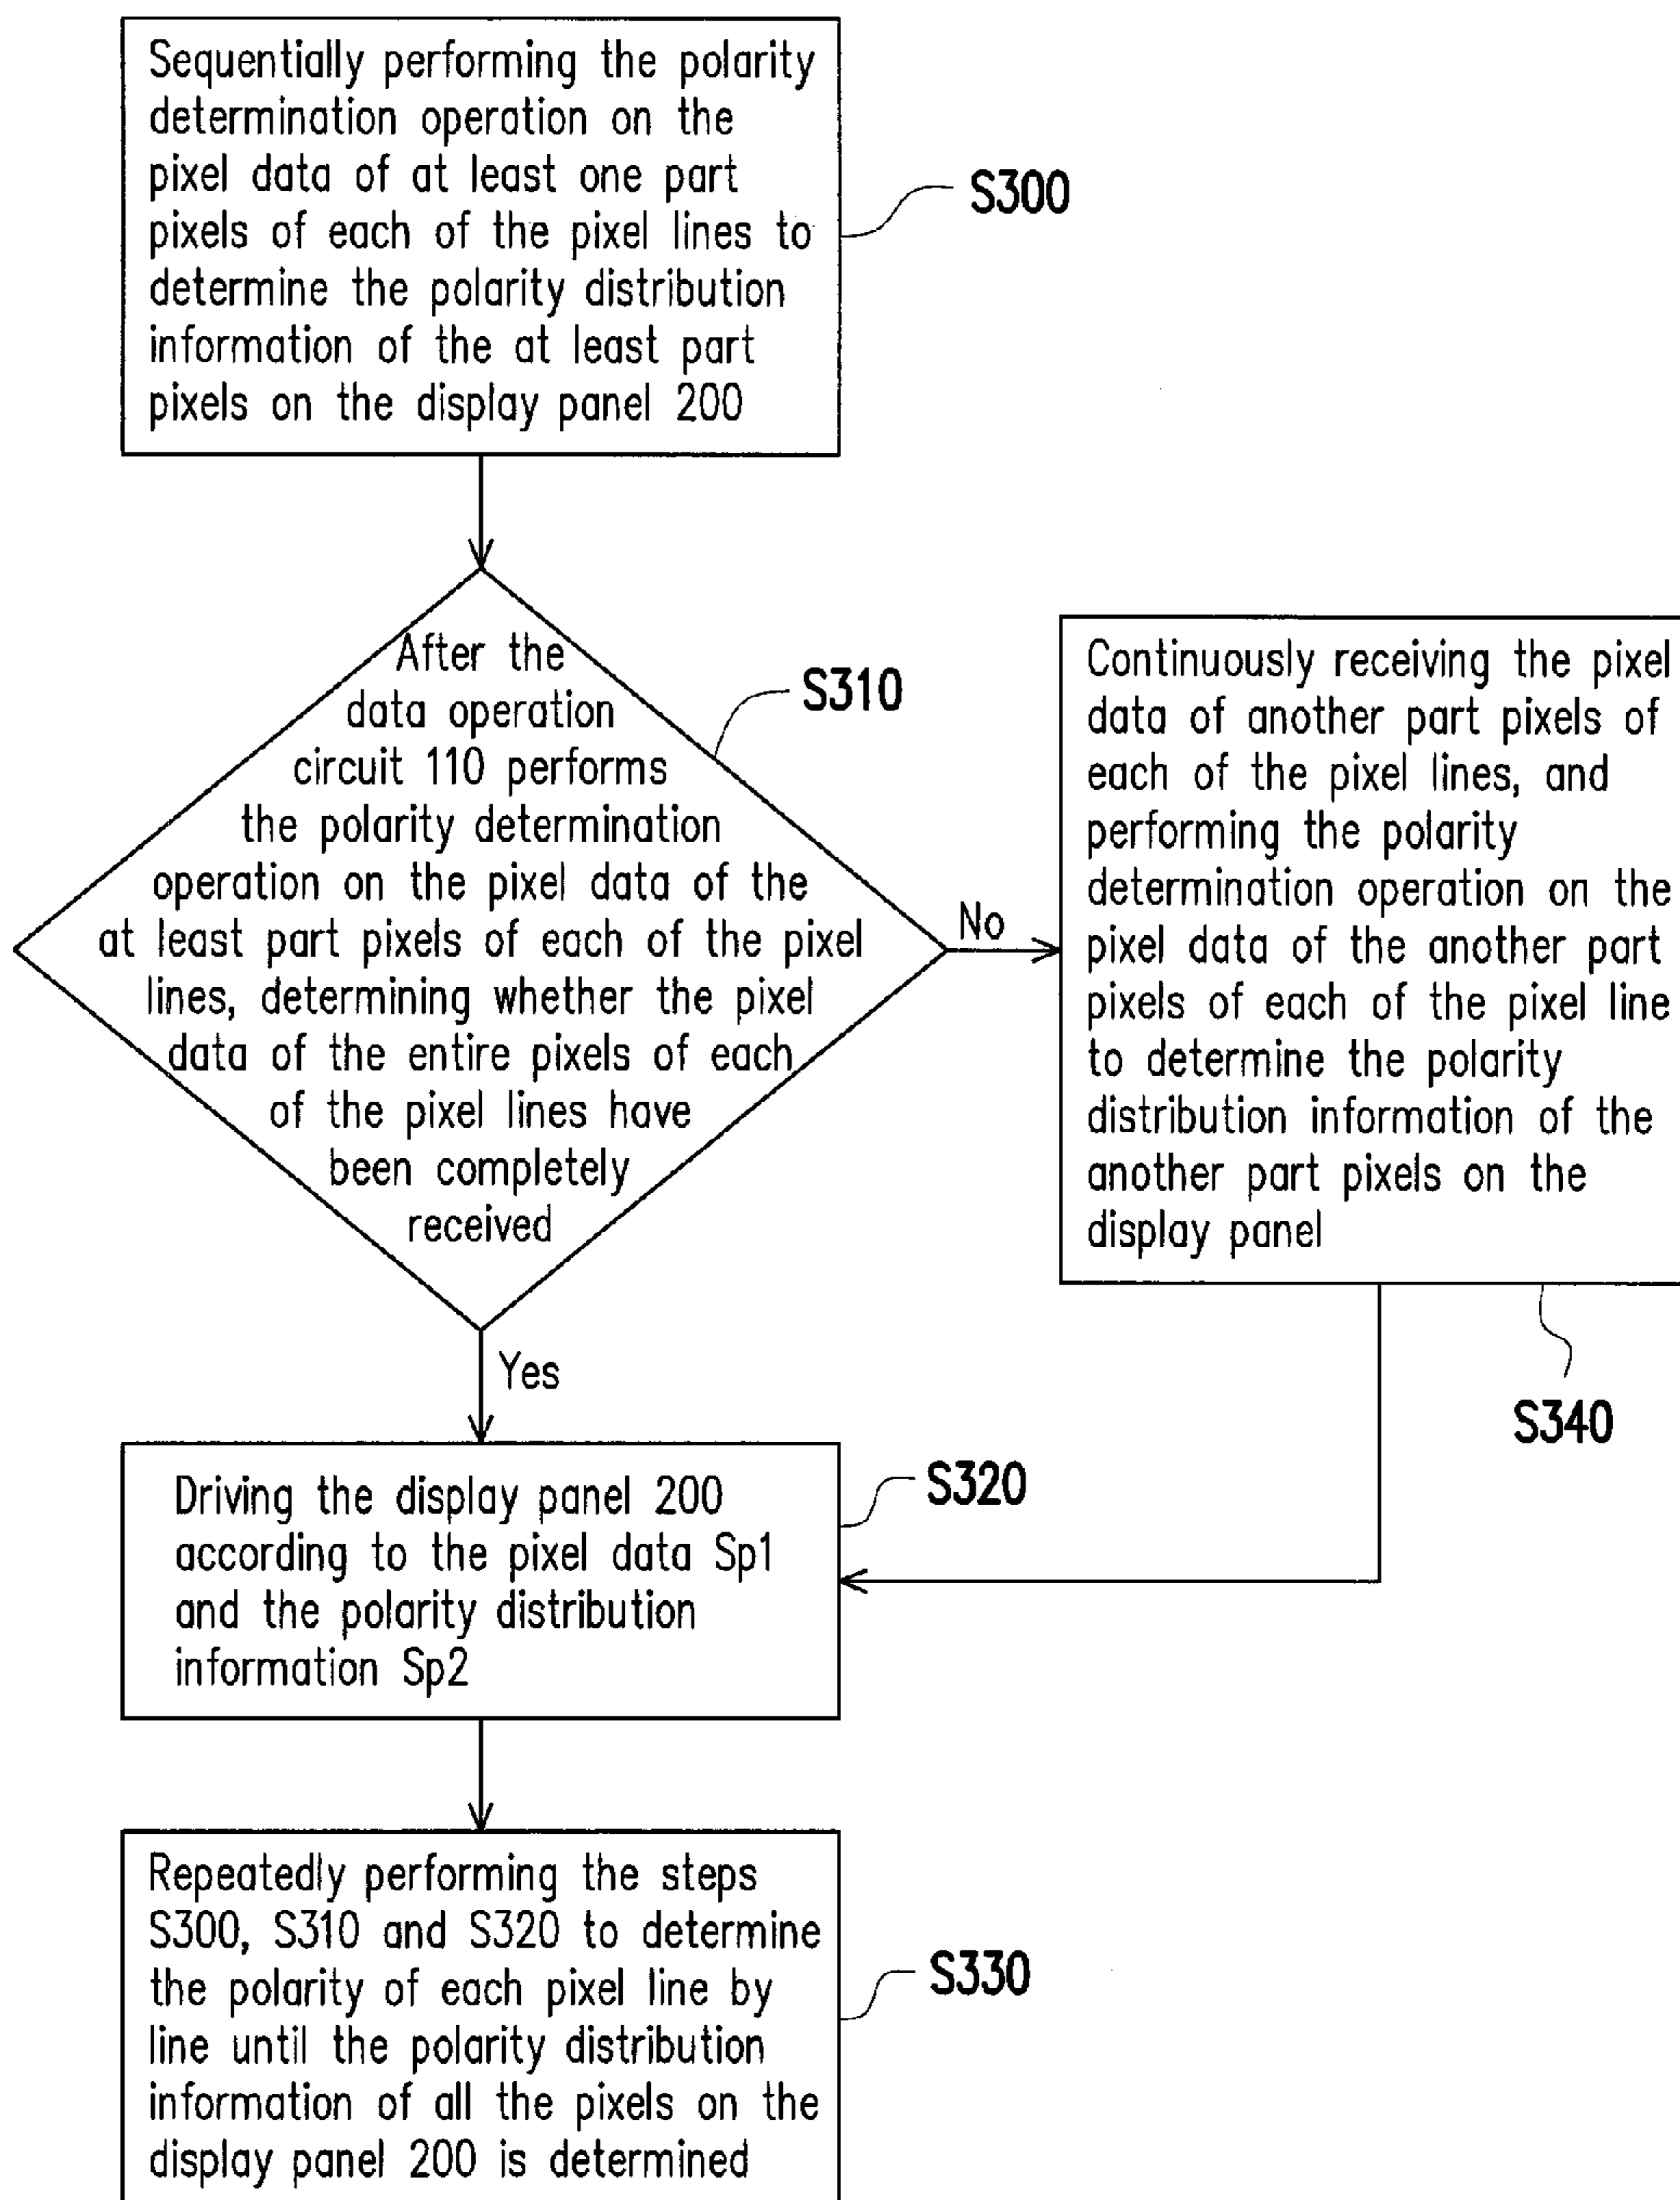 Sequentially performing the polarity
determination operation on the
pixel data of at least one part
pixels of each of the pixel lines to
determine the polarity distribution
information of the at least part
pixels on the display panel 200
S300
After the
data operation
circuit 110 performs
the polarity determination
operation on the pixel data of the
at least part pixels of each of the pixel
lines, determining whether the pixel
data of the entire pixels of each
of the pixel lines have
been completely
received
S310
No
Continuously receiving the pixel
data of another part pixels of
each of the pixel lines, and
performing the polarity
determination operation on the
pixel data of the another part
pixels of each of the pixel line
to determine the polarity
distribution information of the
another part pixels on the
display panel
S340
Yes
Driving the display panel 200
according to the pixel data Sp1
and the polarity distribution
information Sp2
S320
Repeatedly performing the steps
S300, S310 and S320 to determine
the polarity of each pixel line by
line until the polarity distribution
information of all the pixels on the
display panel 200 is determined
S330